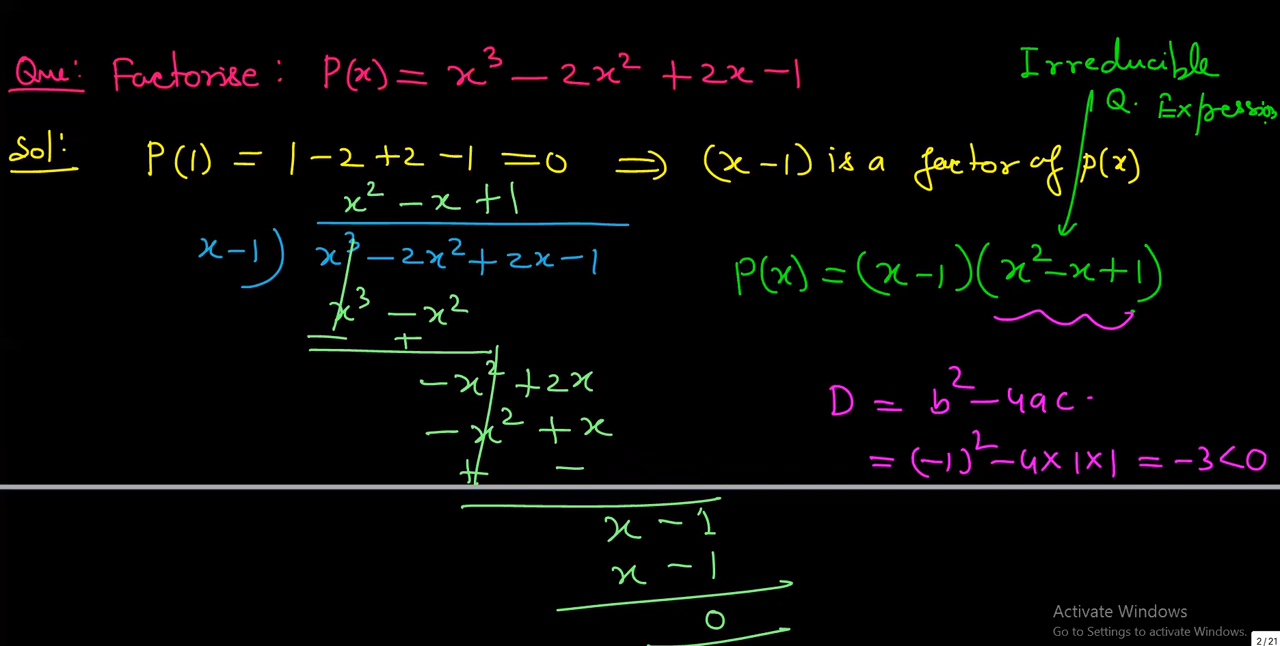 Que: Factorise: P(x) = x³ - 2x² + 2x - 1
Irreducible
Q. Expression
Sol: P(1) = 1 - 2 + 2 - 1 = 0 ⟹ (x-1) is a factor of p(x)
x² - x + 1
x-1) x³ - 2x² + 2x - 1
x³ - x²
- +
P(x) = (x-1)(x² - x + 1)
-x² + 2x
-x² + x
+ -
D = b² - 4ac.
= (-1)² - 4×1×1 = -3 < 0
x - 1
x - 1
0
Activate Windows
Go to Settings to activate Windows.
2/21